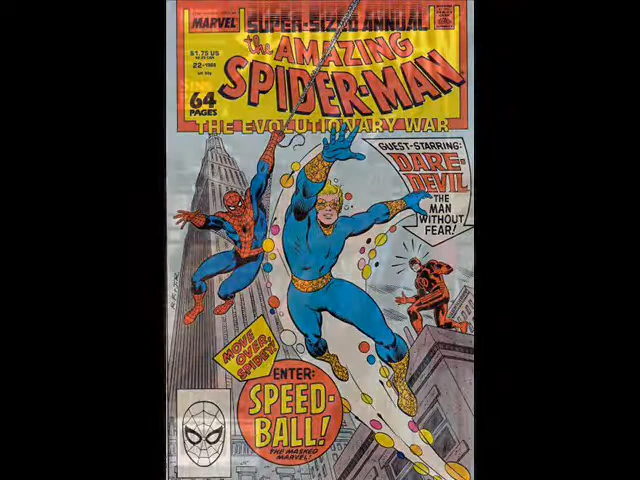 MARVEL
SUPER-SIZED ANNUAL
the AMAZING
SPIDER-MAN
$1.75 US
22-1988
64
PAGES
THE EVOLUTIONARY WAR
GUEST-STARRING:
DARE-
DEVIL
THE
MAN
WITHOUT
FEAR!
MOVE
OVER,
SPIDEY!
ENTER:
SPEED-
BALL!
THE MASKED
MARVEL!